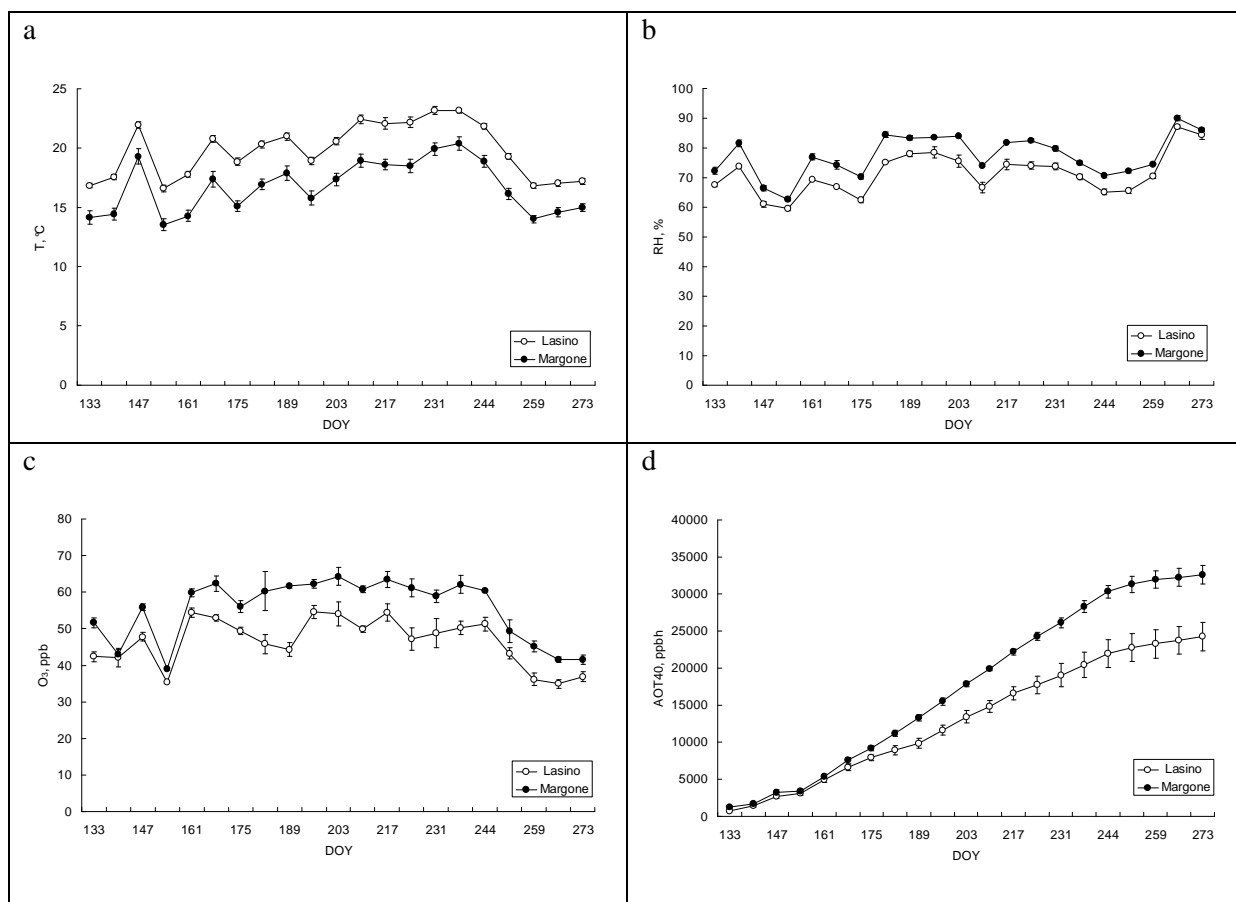 a
25
20
15
10
5
0
T, °C
133 147 161 175 189 203 217 231 244 259 273
DOY
Lasino
Margone
b
100
90
80
70
60
50
40
30
20
10
0
RH, %
133 147 161 175 189 203 217 231 244 259 273
DOY
Lasino
Margone
c
80
70
60
50
40
30
20
10
0
O₃, ppb
133 147 161 175 189 203 217 231 244 259 273
DOY
Lasino
Margone
d
40000
35000
30000
25000
20000
15000
10000
5000
0
AOT40, ppbh
133 147 161 175 189 203 217 231 244 259 273
DOY
Lasino
Margone